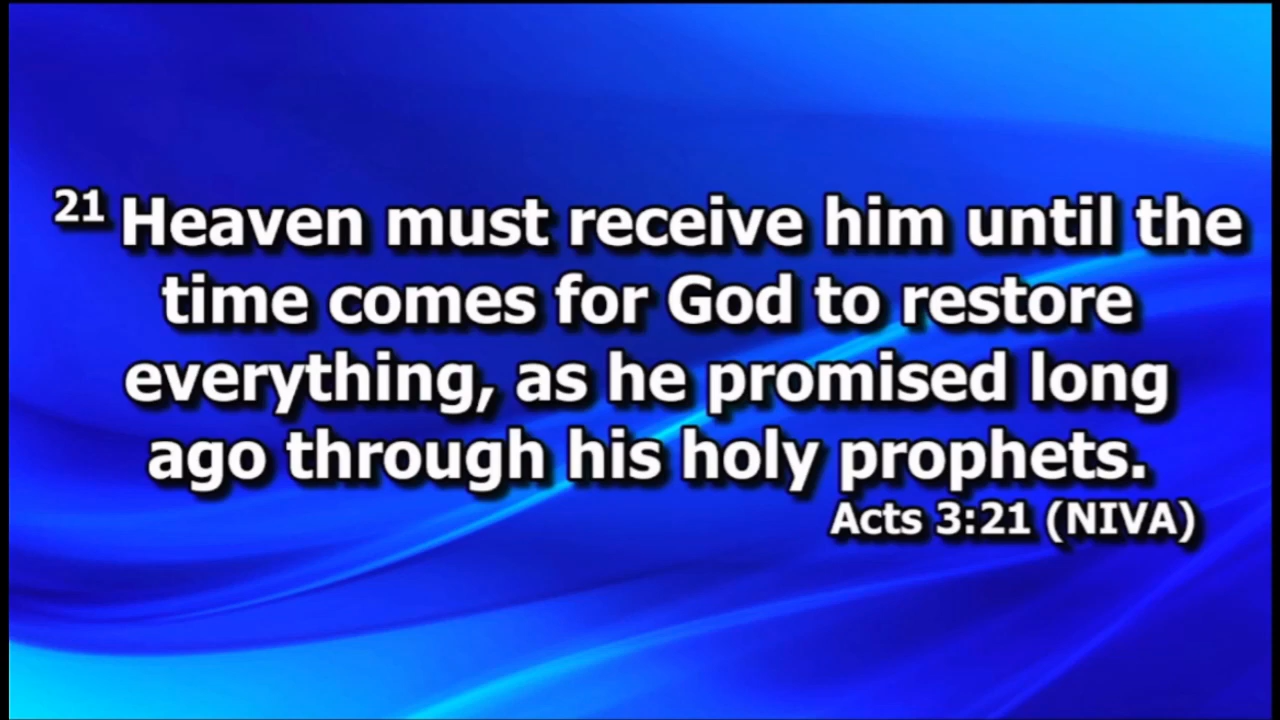 21 Heaven must receive him until the
time comes for God to restore
everything, as he promised long
ago through his holy prophets.
Acts 3:21 (NIVA)